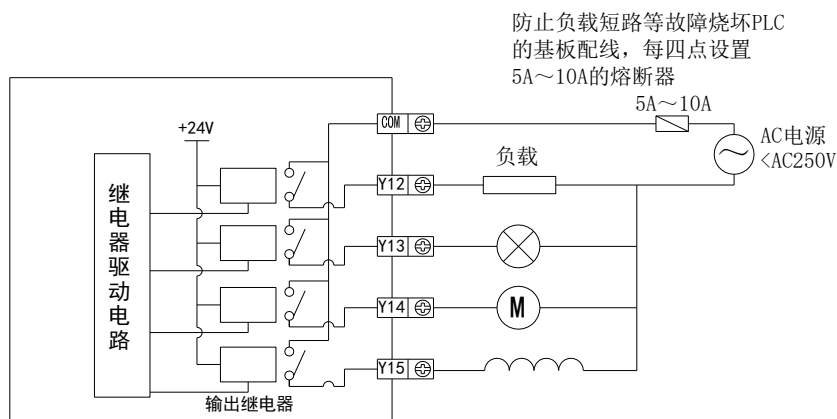 防止负载短路等故障烧坏PLC
的基板配线，每四点设置
5A～10A的熔断器
5A～10A
COM
+24V
AC电源
<AC250V
负载
Y12
继电器驱动电路
Y13
Y14
M
Y15
输出继电器